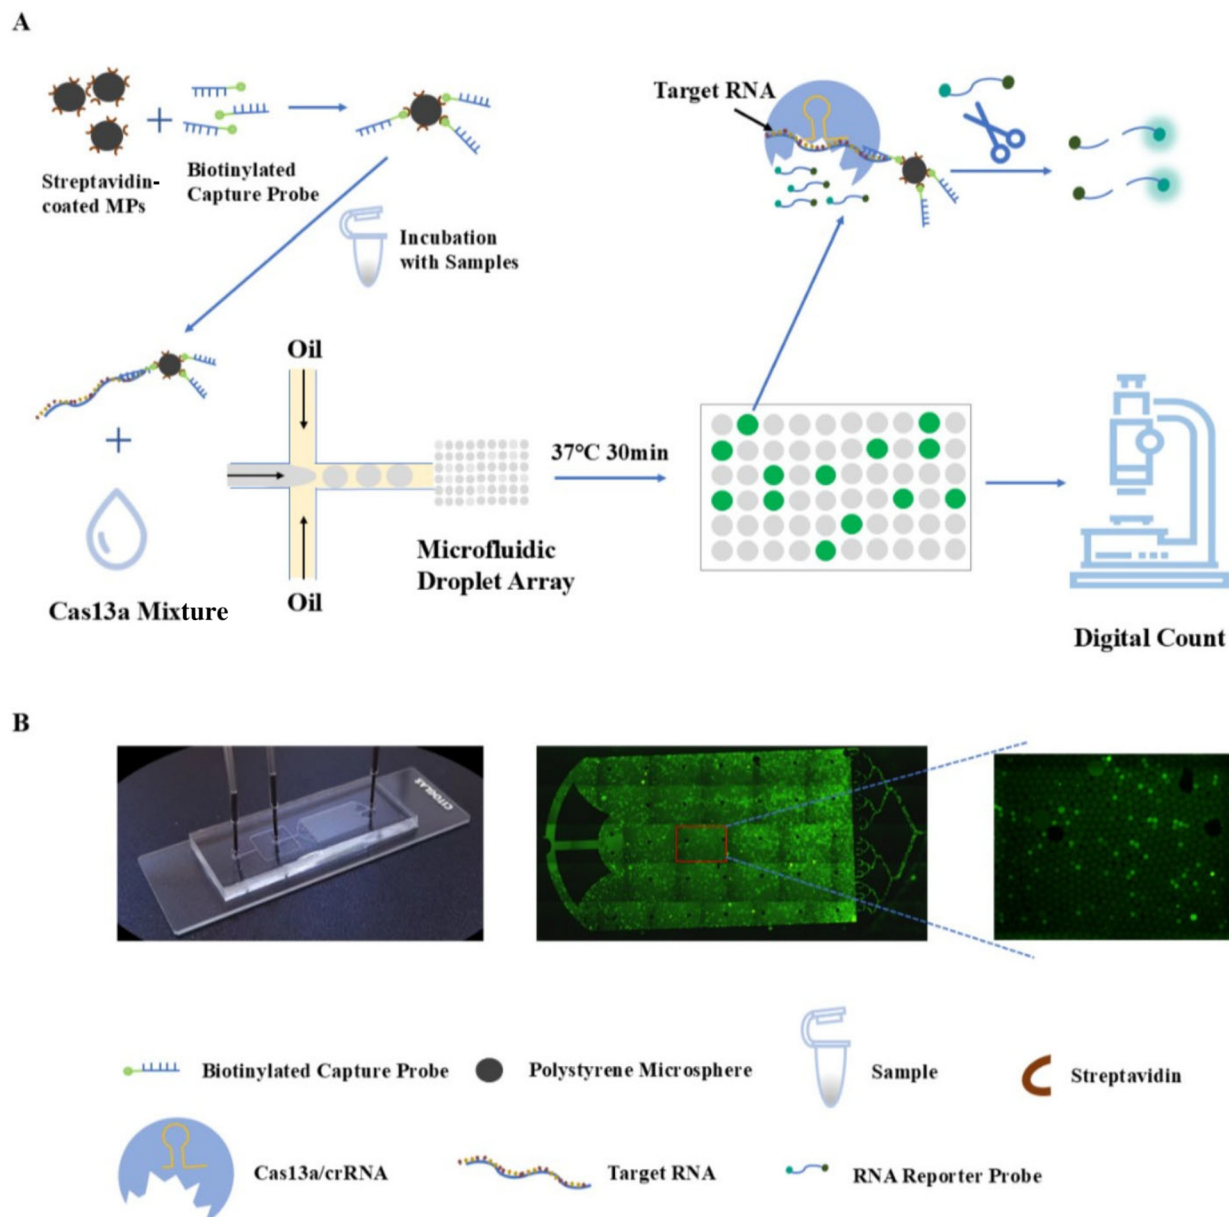 A
Streptavidin-
coated MPs
Biotinylated
Capture Probe
Incubation
with Samples
Target RNA
Oil
Oil
Cas13a Mixture
Microfluidic
Droplet Array
37°C 30min
Digital Count
B
CITOGLAS
Biotinylated Capture Probe
Polystyrene Microsphere
Sample
Streptavidin
Cas13a/crRNA
Target RNA
RNA Reporter Probe